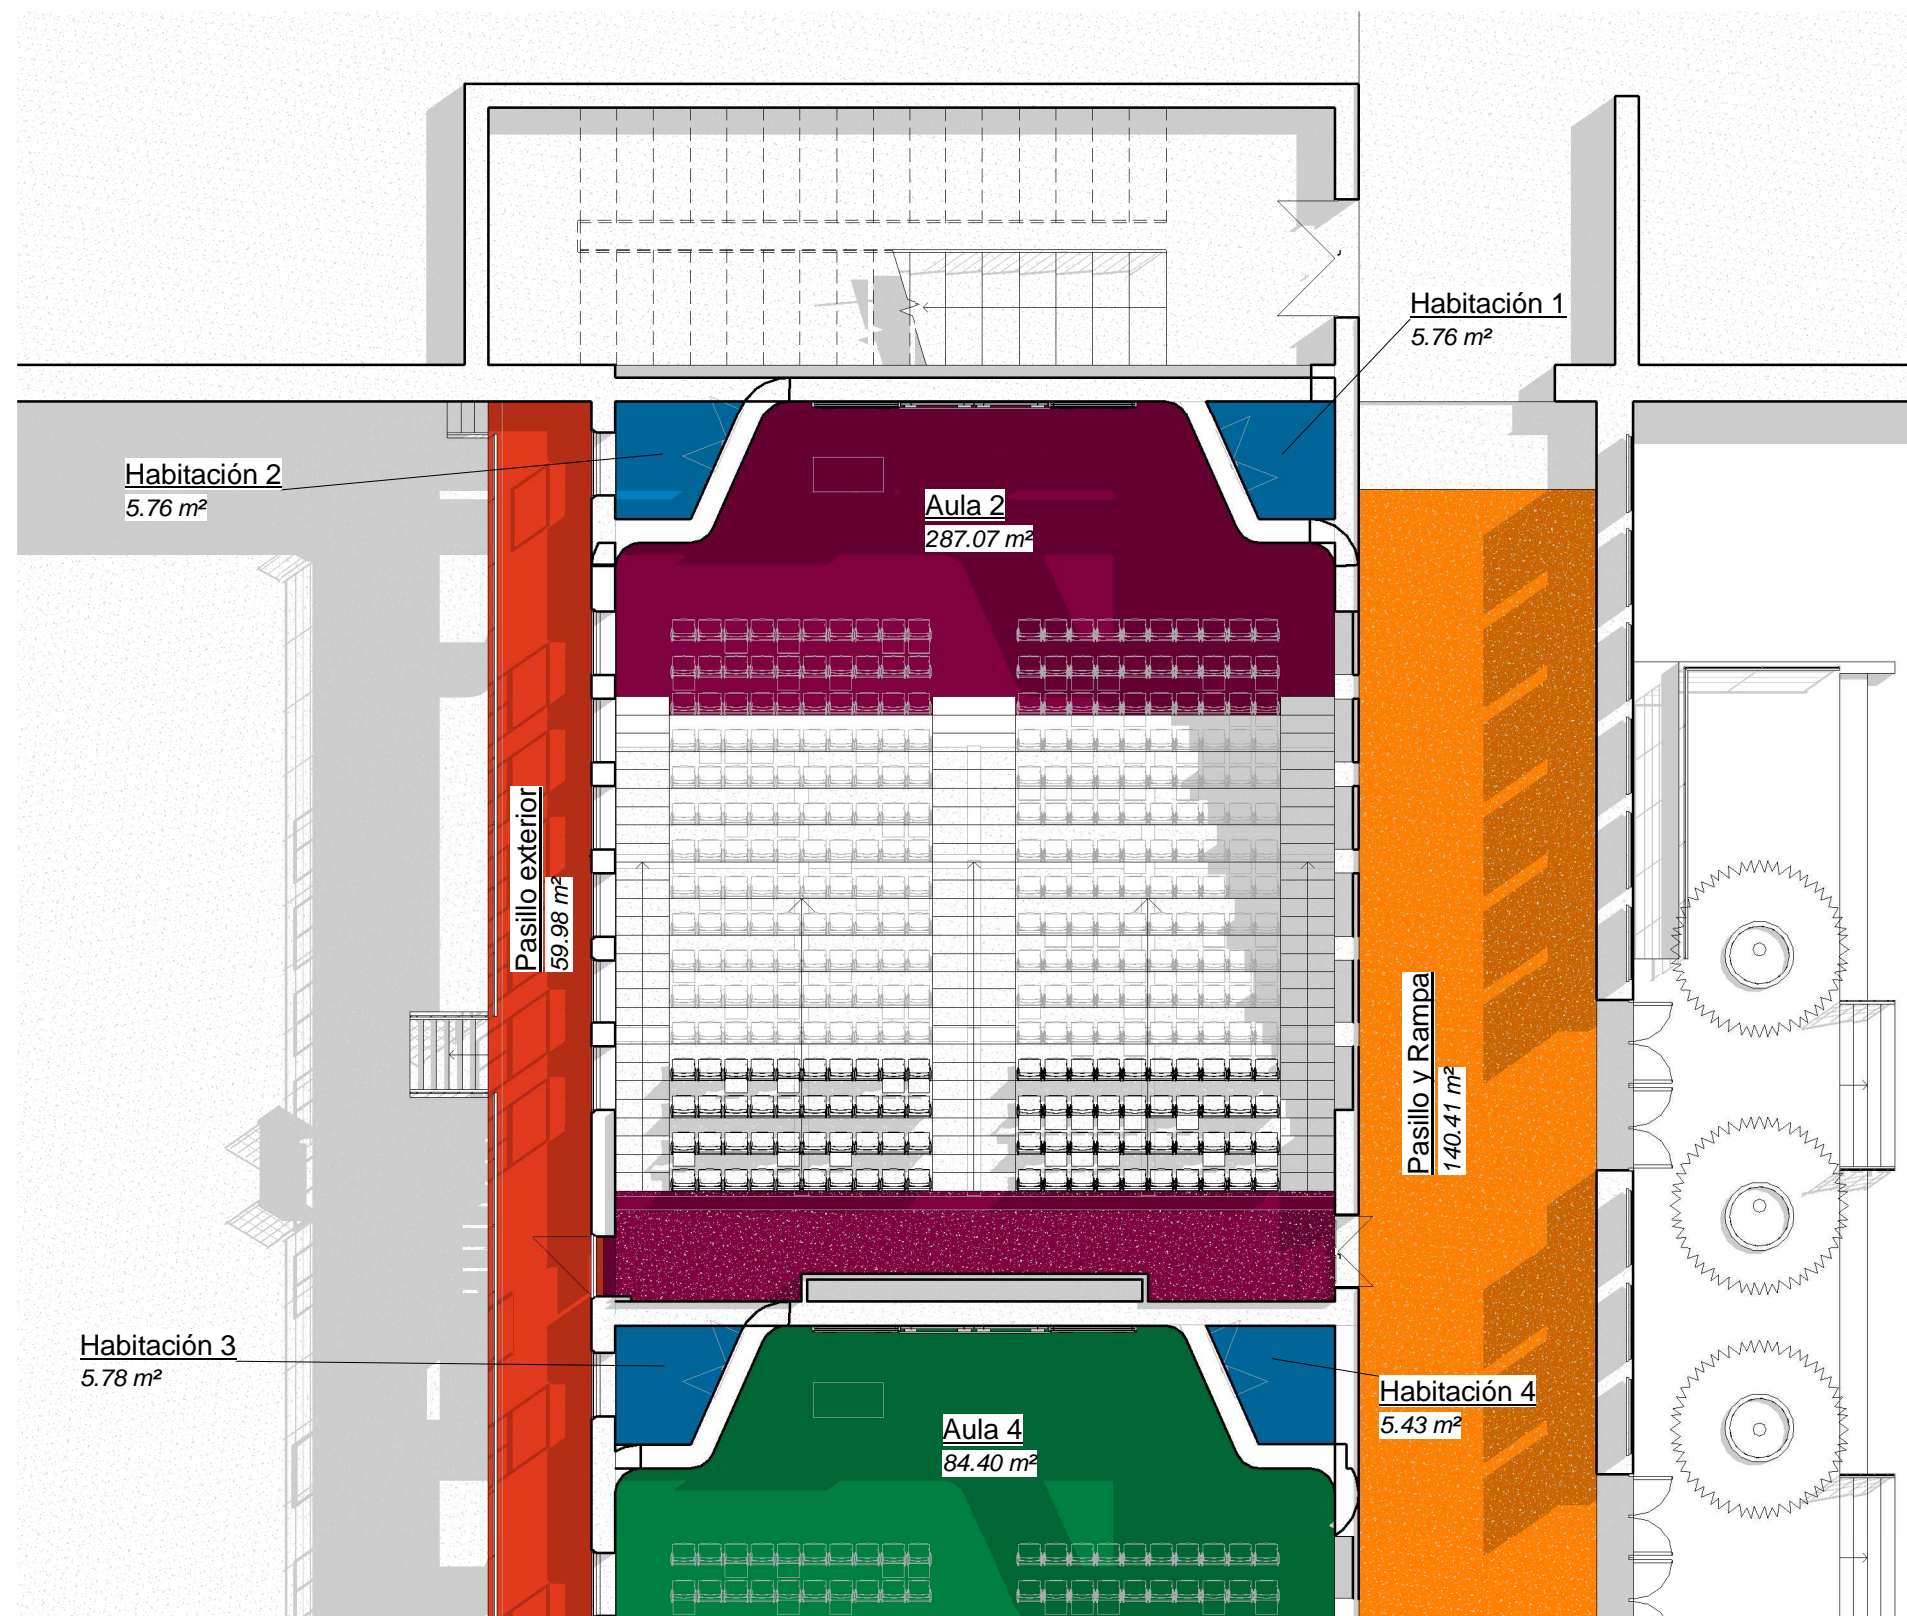 Habitación 1
5.76 m²
Habitación 2
5.76 m²
Aula 2
287.07 m²
Pasillo exterior
59.98 m²
Pasillo y Rampa
140.41 m²
Habitación 3
5.78 m²
Habitación 4
5.43 m²
Aula 4
84.40 m²